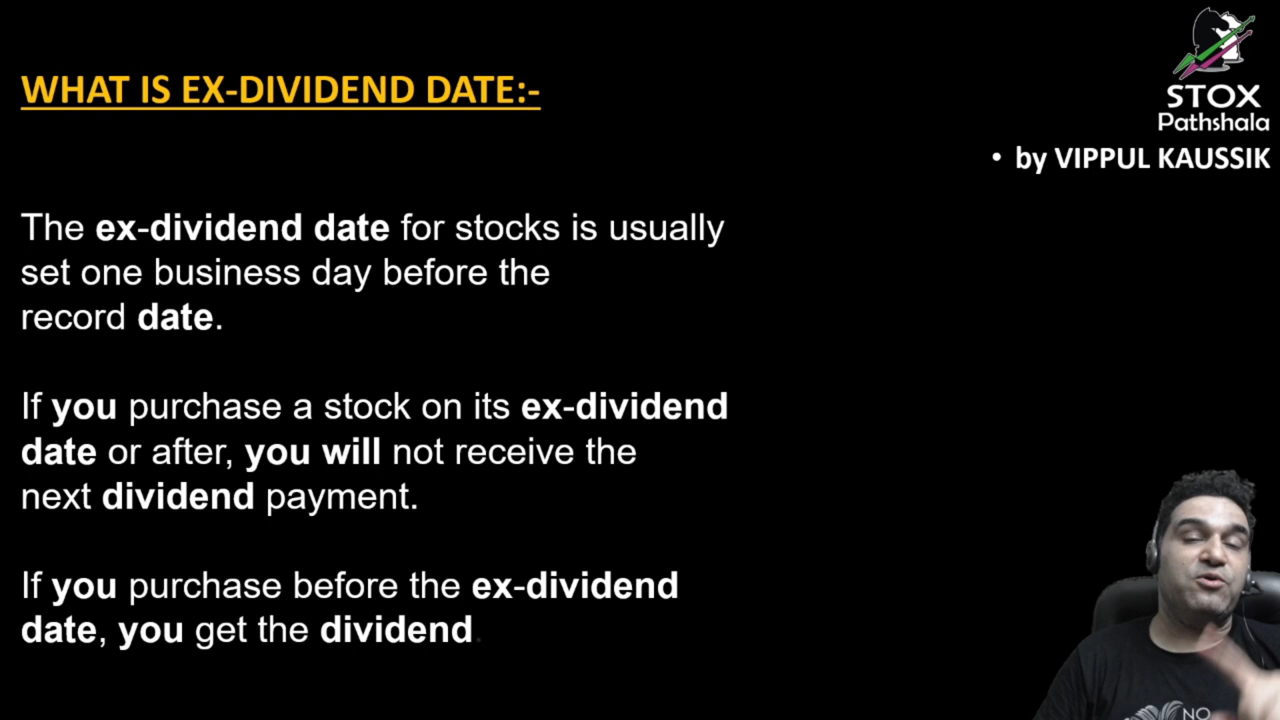 WHAT IS EX-DIVIDEND DATE:-
STOX
Pathshala
• by VIPPUL KAUSSIK
The ex-dividend date for stocks is usually
set one business day before the
record date.
If you purchase a stock on its ex-dividend
date or after, you will not receive the
next dividend payment.
If you purchase before the ex-dividend
date, you get the dividend.
NO